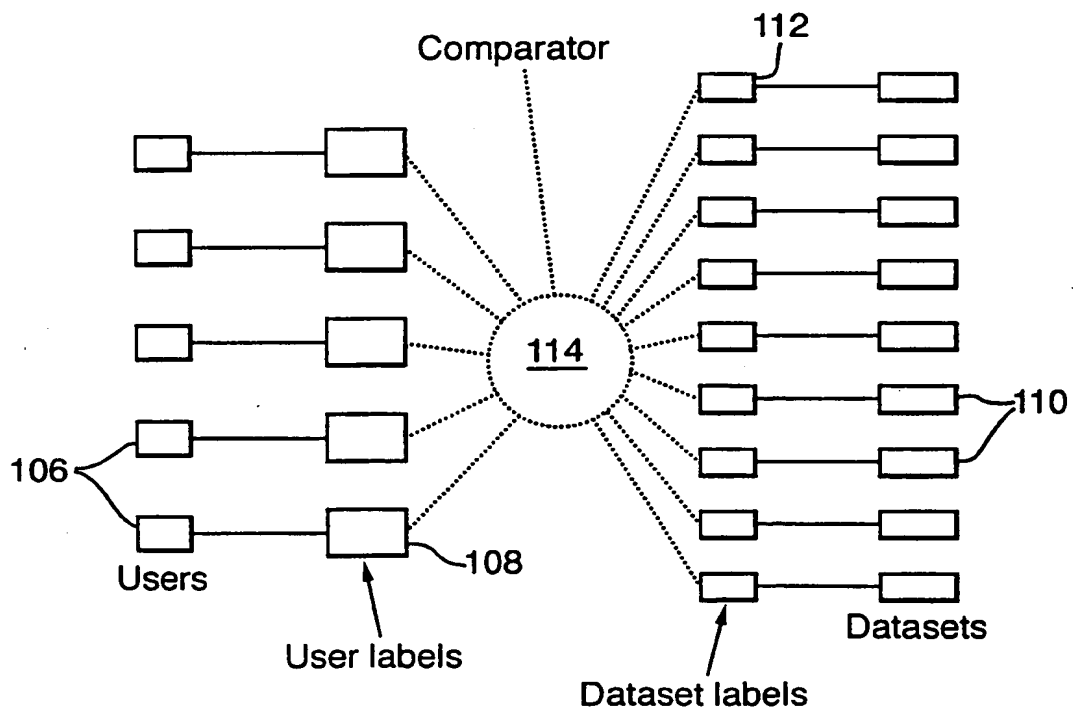 112
Comparator
114
110
106
108
Users
User labels
Datasets
Dataset labels